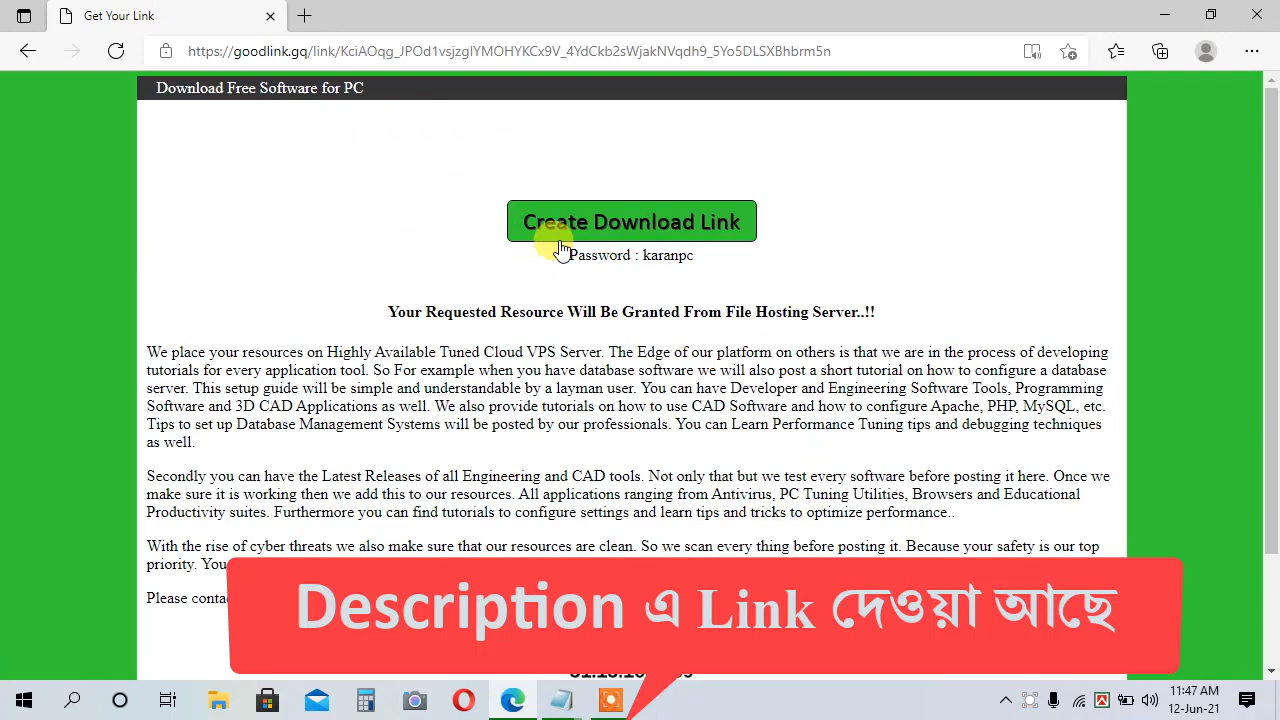 Get Your Link
https://goodlink.gq/link/KciAOqg_JPOd1vsjzglYMOHYKCx9V_4YdCkb2sWjakNVqdh9_5Yo5DLSXBhbrm5n
Download Free Software for PC
Create Download Link
Password : karanpc
Your Requested Resource Will Be Granted From File Hosting Server..!!
We place your resources on Highly Available Tuned Cloud VPS Server. The Edge of our platform on others is that we are in the process of developing
tutorials for every application tool. So For example when you have database software we will also post a short tutorial on how to configure a database
server. This setup guide will be simple and understandable by a layman user. You can have Developer and Engineering Software Tools, Programming
Software and 3D CAD Applications as well. We also provide tutorials on how to use CAD Software and how to configure Apache, PHP, MySQL, etc.
Tips to set up Database Management Systems will be posted by our professionals. You can Learn Performance Tuning tips and debugging techniques
as well.
Secondly you can have the Latest Releases of all Engineering and CAD tools. Not only that but we test every software before posting it here. Once we
make sure it is working then we add this to our resources. All applications ranging from Antivirus, PC Tuning Utilities, Browsers and Educational
Productivity suites. Furthermore you can find tutorials to configure settings and learn tips and tricks to optimize performance..
With the rise of cyber threats we also make sure that our resources are clean. So we scan every thing before posting it. Because your safety is our top
priority. You
Please conta
Description এ Link দেওয়া আছে
11:47 AM
12-Jun-21